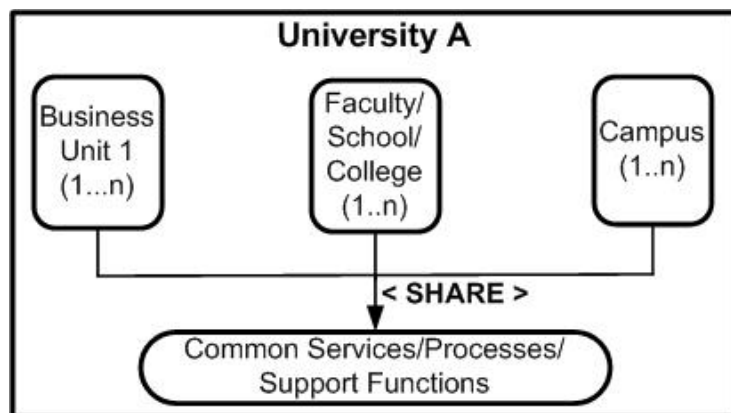 University A
Business
Unit 1
(1...n)
Faculty/
School/
College
(1..n)
Campus
(1..n)
< SHARE >
Common Services/Processes/
Support Functions